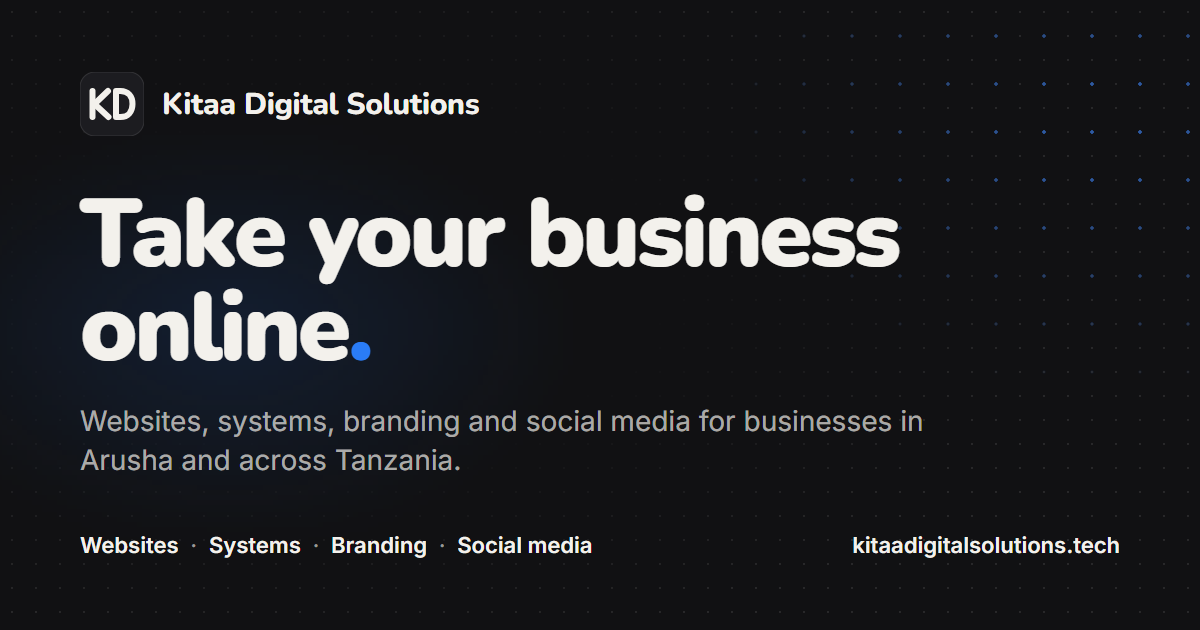 KD
Kitaa Digital Solutions
Take your business
online.
Websites, systems, branding and social media for businesses in
Arusha and across Tanzania.
Websites · Systems · Branding · Social media
kitaadigitalsolutions.tech